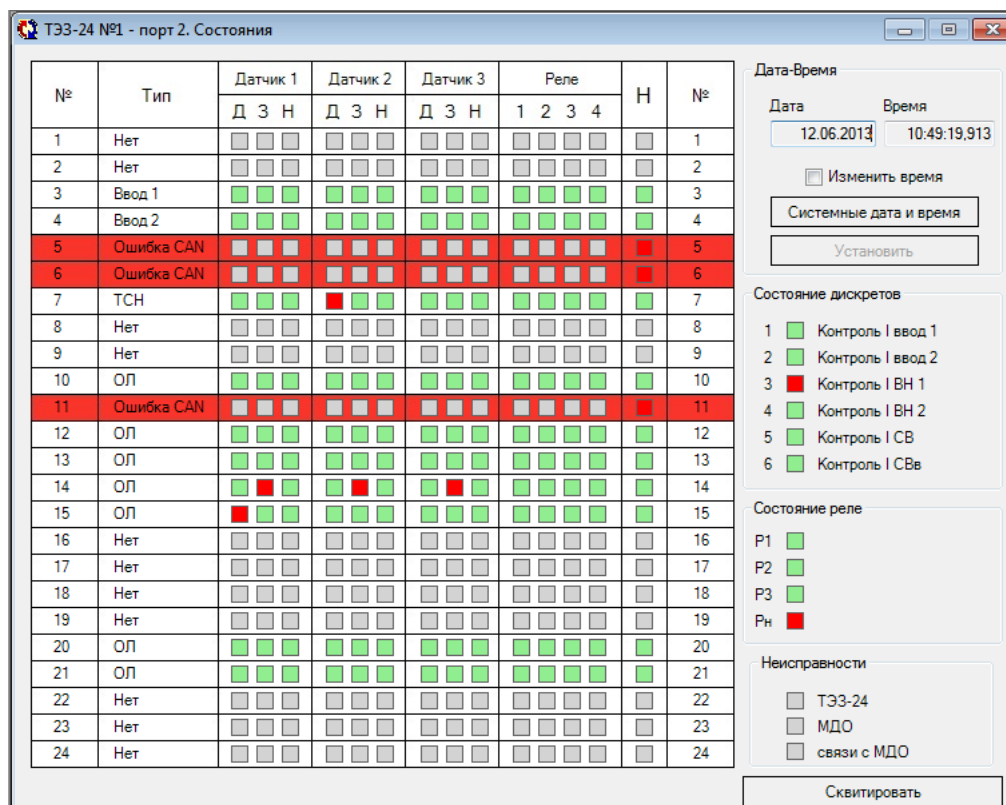 ТЭЗ-24 №1 - порт 2. Состояния
№ Тип Датчик 1 Датчик 2 Датчик 3 Реле Н №
Д З Н Д З Н Д З Н 1 2 3 4
1 Нет 1
2 Нет 2
3 Ввод 1 3
4 Ввод 2 4
5 Ошибка CAN 5
6 Ошибка CAN 6
7 ТСН 7
8 Нет 8
9 Нет 9
10 ОЛ 10
11 Ошибка CAN 11
12 ОЛ 12
13 ОЛ 13
14 ОЛ 14
15 ОЛ 15
16 Нет 16
17 Нет 17
18 Нет 18
19 Нет 19
20 ОЛ 20
21 ОЛ 21
22 Нет 22
23 Нет 23
24 Нет 24
Дата-Время
Дата Время
12.06.2013 10:49:19,913
Изменить время
Системные дата и время
Установить
Состояние дискретов
1 Контроль I ввод 1
2 Контроль I ввод 2
3 Контроль I ВН 1
4 Контроль I ВН 2
5 Контроль I СВ
6 Контроль I СВв
Состояние реле
Р1
Р2
Р3
Рн
Неисправности
ТЭЗ-24
МДО
связи с МДО
Сквитировать